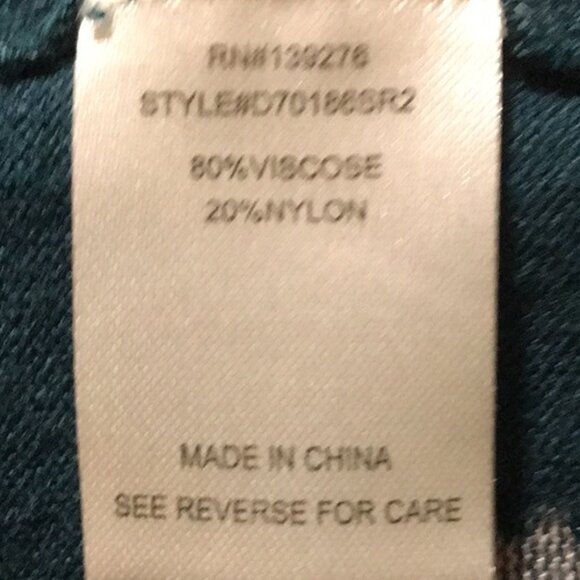 RN#139276
STYLE#D70186SR2
80%VISCOSE
20%NYLON
MADE IN CHINA
SEE REVERSE FOR CARE